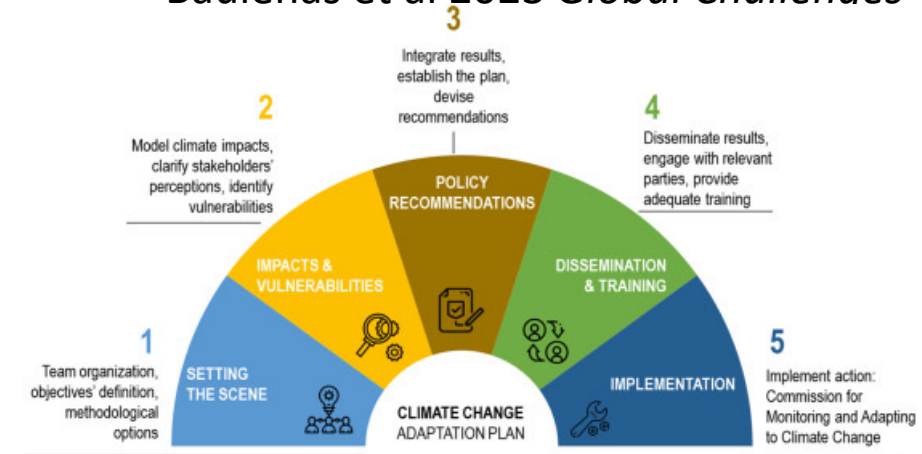 3
Integrate results,
establish the plan,
devise
recommendations
2
Model climate impacts,
clarify stakeholders'
perceptions, identify
vulnerabilities
4
Disseminate results,
engage with relevant
parties, provide
adequate training
POLICY
RECOMMENDATIONS
IMPACTS &
VULNERABILITIES
DISSEMINATION
& TRAINING
1
Team organization,
objectives' definition,
methodological
options
SETTING
THE SCENE
CLIMATE CHANGE
ADAPTATION PLAN
IMPLEMENTATION
5
Implement action:
Commission for
Monitoring and Adapting
to Climate Change